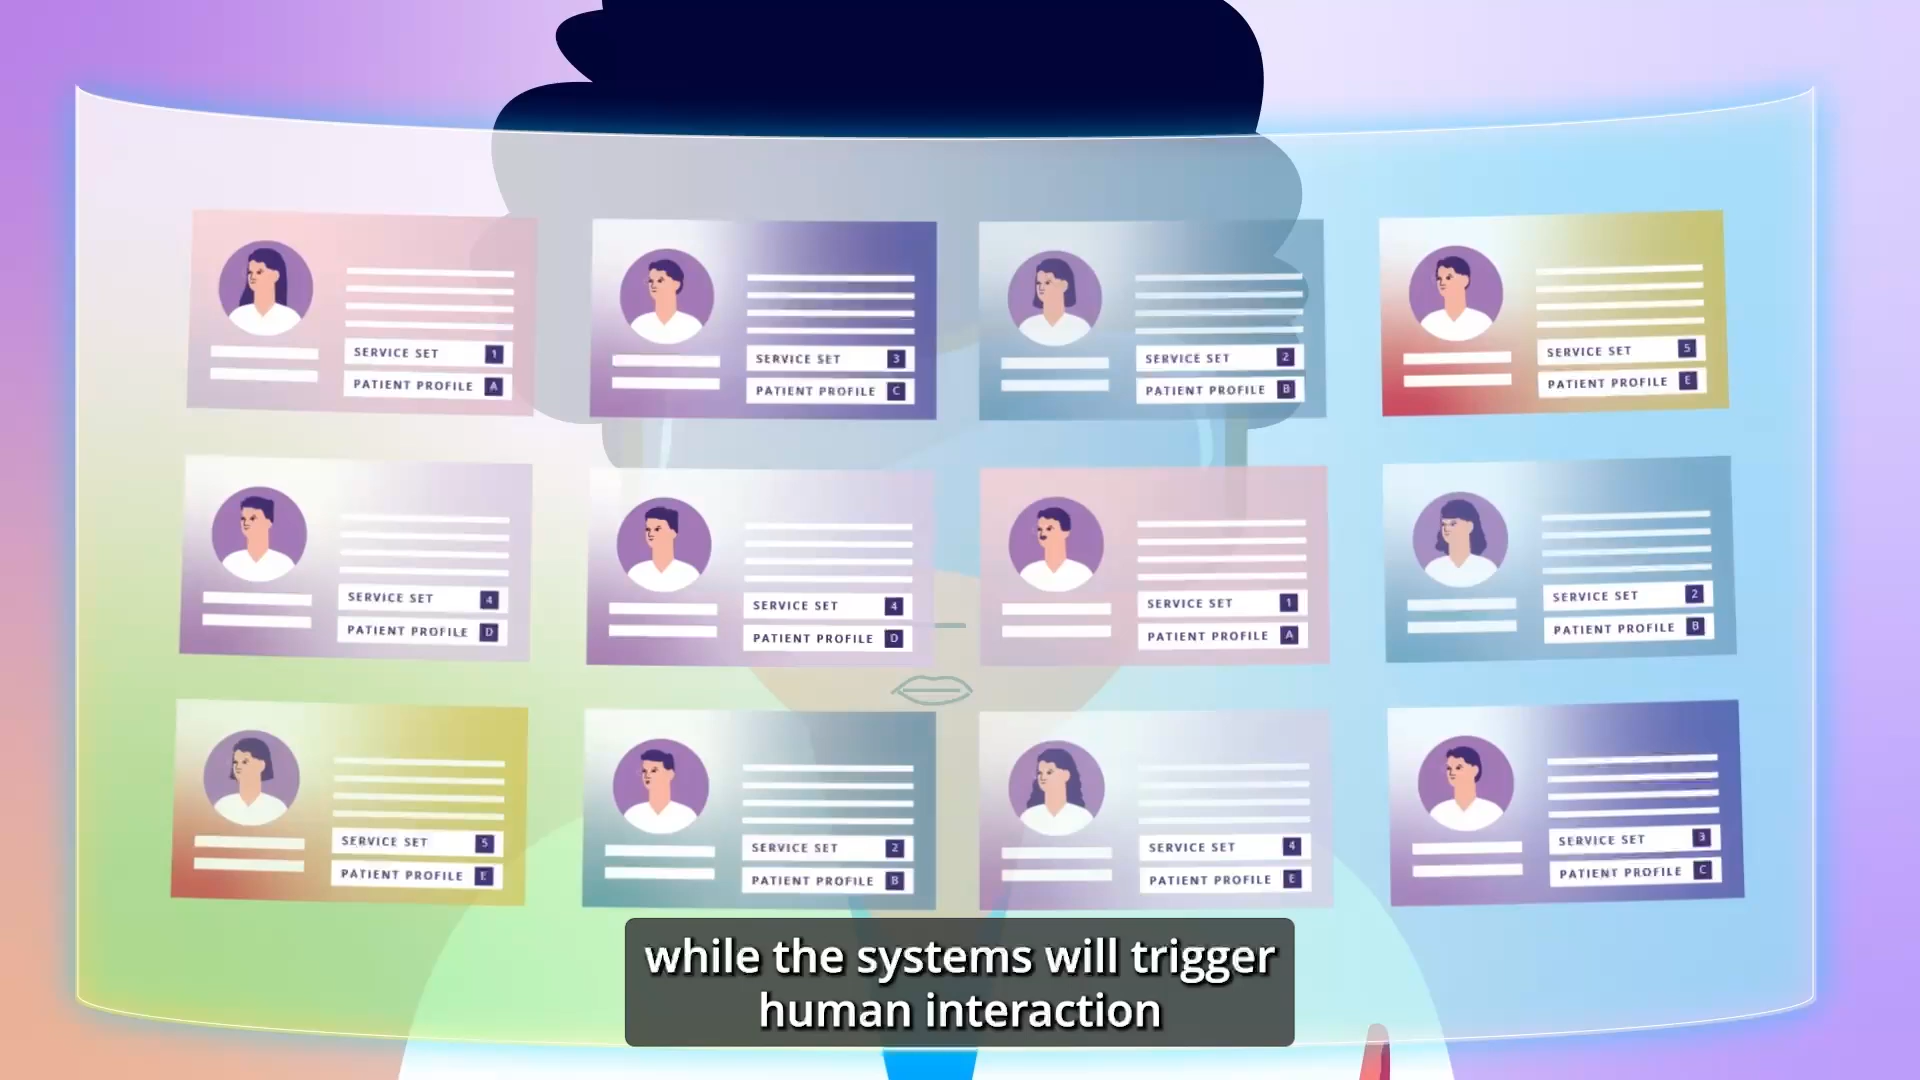 SERVICE SET 1
PATIENT PROFILE A
SERVICE SET 3
PATIENT PROFILE C
SERVICE SET 2
PATIENT PROFILE B
SERVICE SET 5
PATIENT PROFILE E
SERVICE SET 4
PATIENT PROFILE D
SERVICE SET 4
PATIENT PROFILE D
SERVICE SET 1
PATIENT PROFILE A
SERVICE SET 2
PATIENT PROFILE B
SERVICE SET 5
PATIENT PROFILE E
SERVICE SET 2
PATIENT PROFILE B
SERVICE SET 4
PATIENT PROFILE E
SERVICE SET 3
PATIENT PROFILE C
while the systems will trigger
human interaction